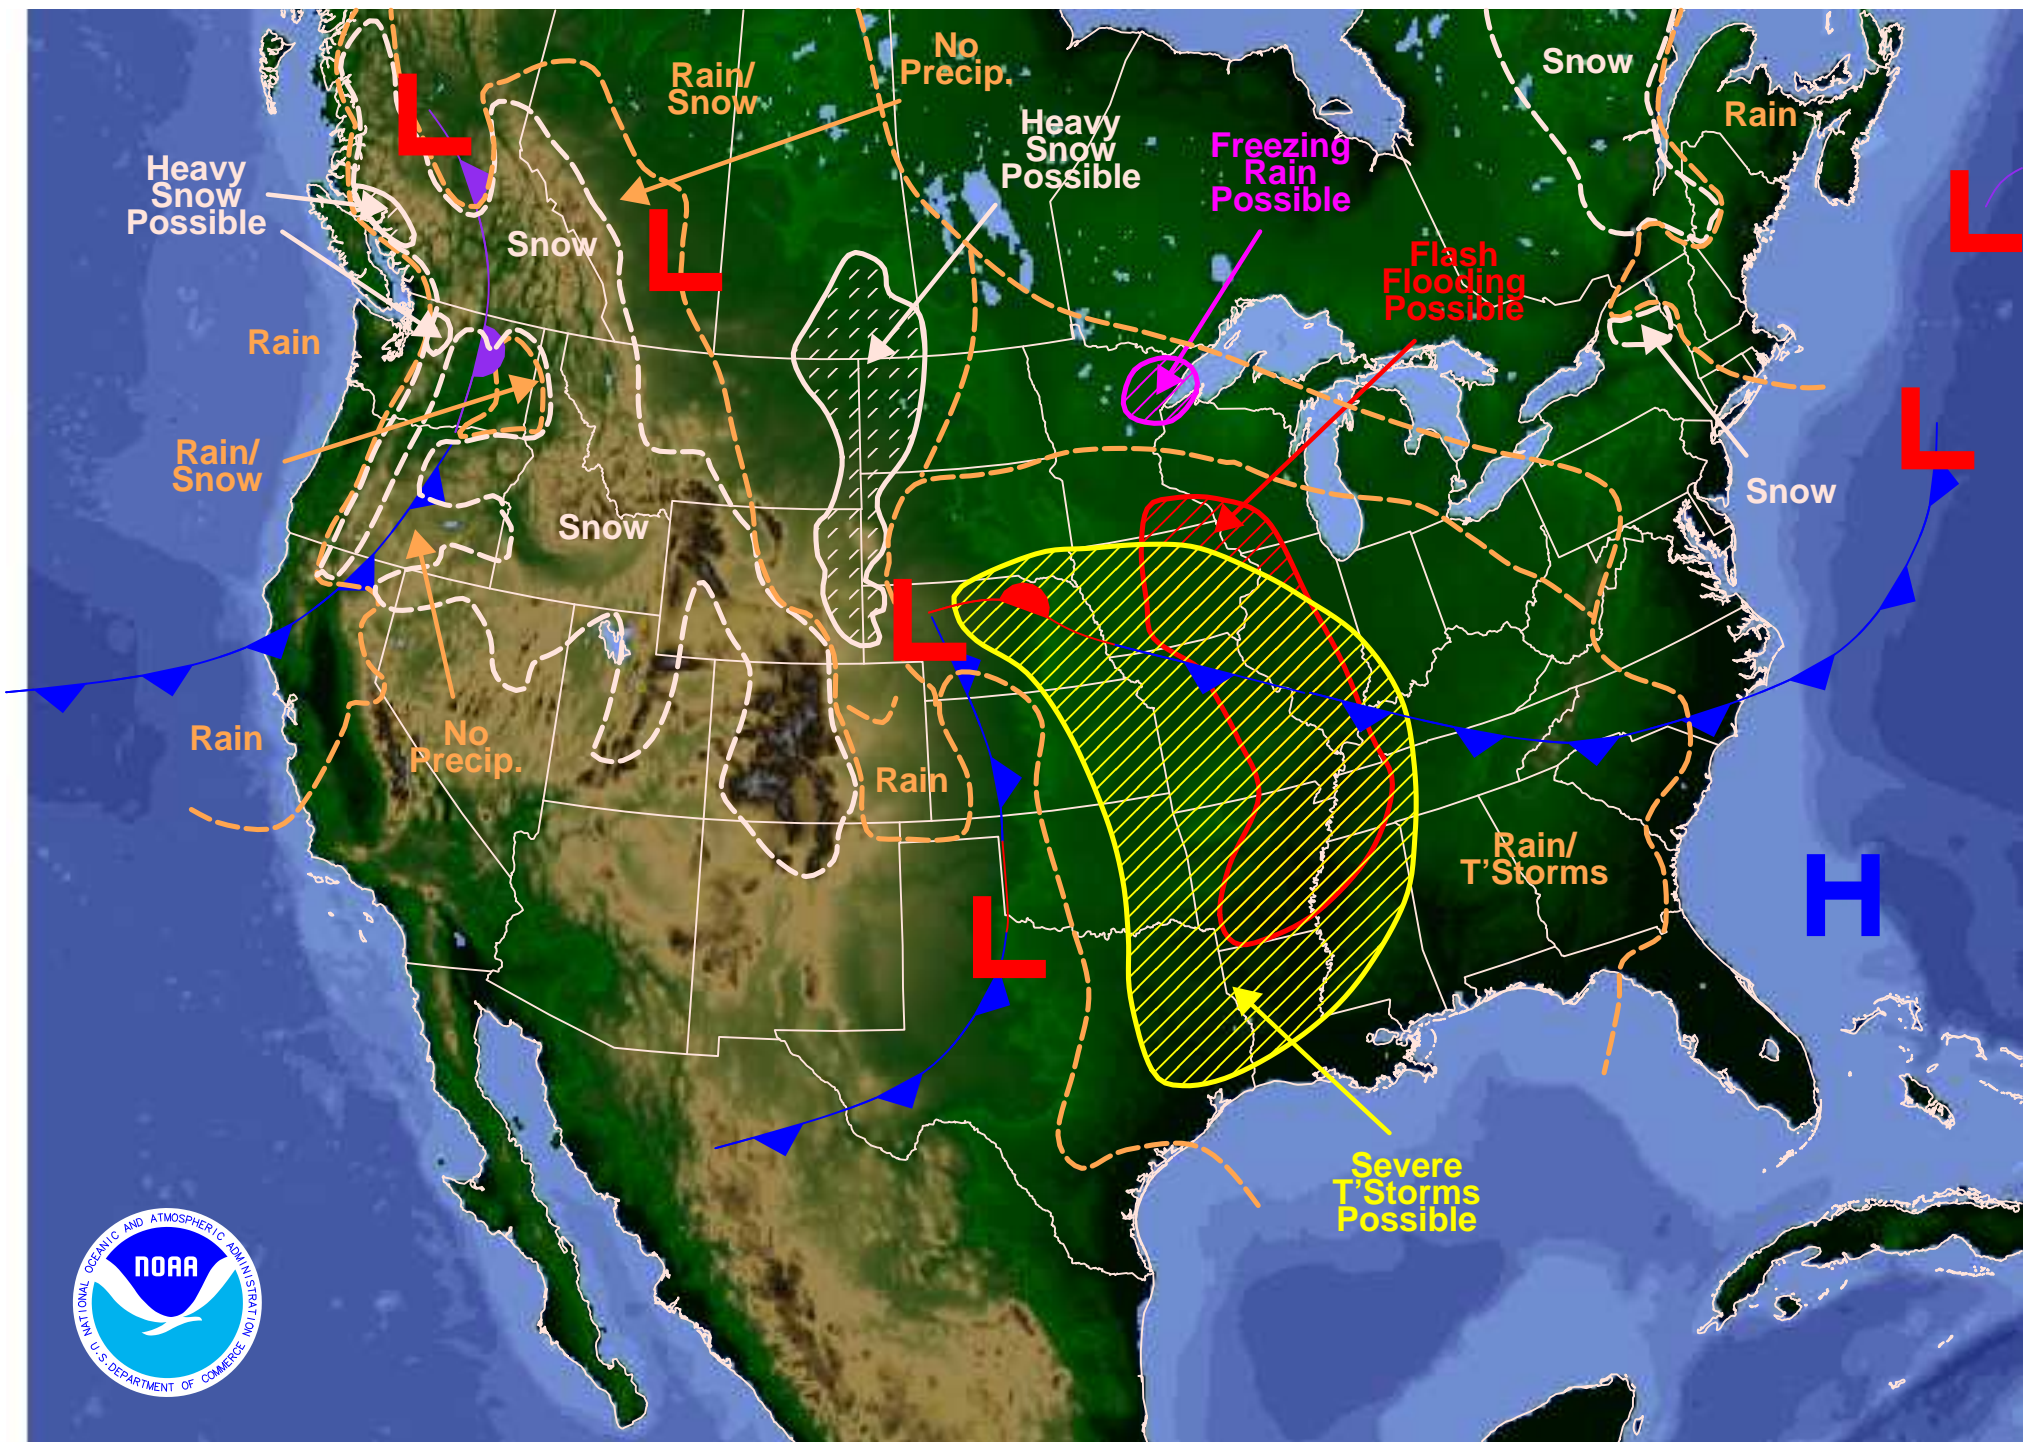 No
Precip.
Rain/
Snow
Snow
Rain
Heavy
Snow
Possible
Freezing
Rain
Possible
Heavy
Snow
Possible
L
L
L
Snow
Flash
Flooding
Possible
L
Rain
Rain/
Snow
L
Snow
Snow
L
Rain
No
Precip.
Rain
Rain/
T'Storms
H
L
Severe
T'Storms
Possible
NATIONAL OCEANIC AND ATMOSPHERIC ADMINISTRATION
NOAA
U.S. DEPARTMENT OF COMMERCE